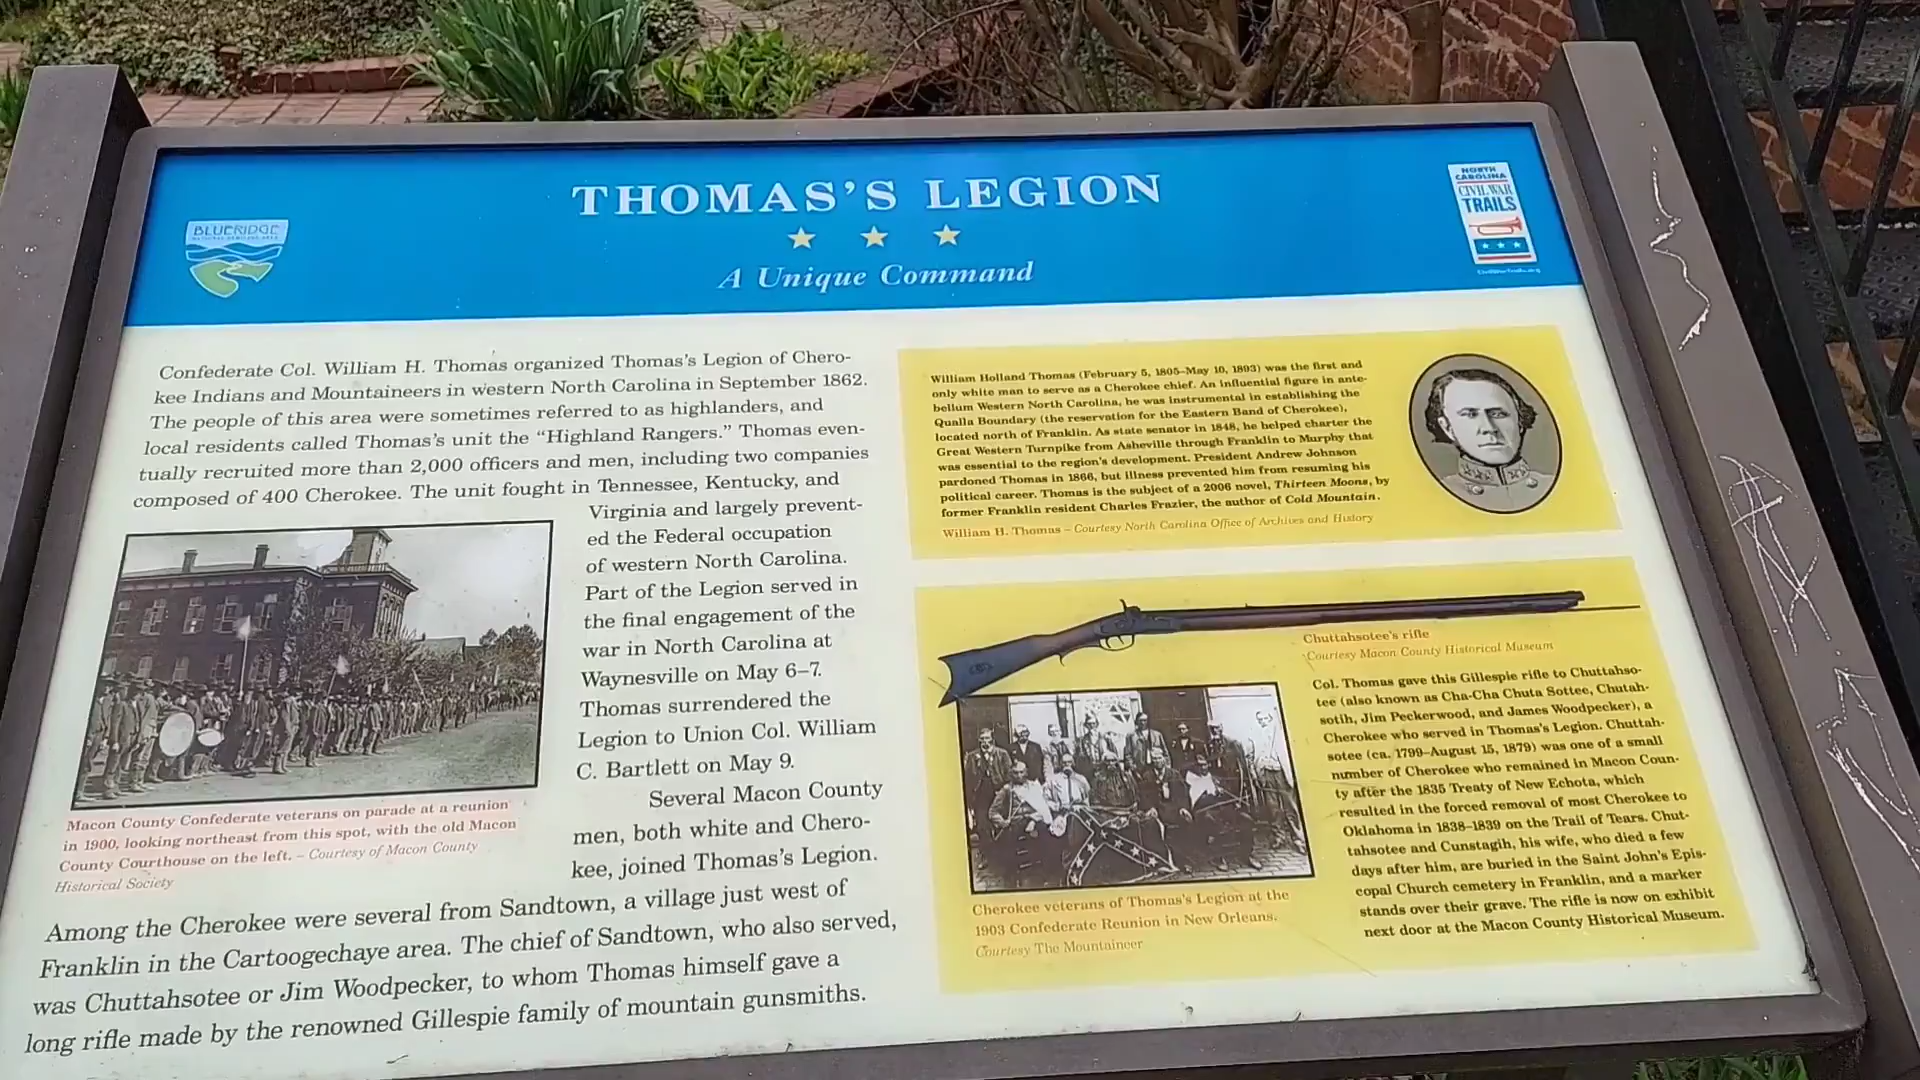 THOMAS'S LEGION
A Unique Command
BLUERIDGE
NATIONAL HERITAGE AREA
NORTH
CAROLINA
CIVIL WAR
TRAILS
CivilWarTrails.org
Confederate Col. William H. Thomas organized Thomas's Legion of Chero-
kee Indians and Mountaineers in western North Carolina in September 1862.
The people of this area were sometimes referred to as highlanders, and
local residents called Thomas's unit the “Highland Rangers.” Thomas even-
tually recruited more than 2,000 officers and men, including two companies
composed of 400 Cherokee. The unit fought in Tennessee, Kentucky, and
Virginia and largely prevent-
ed the Federal occupation
of western North Carolina.
Part of the Legion served in
the final engagement of the
war in North Carolina at
Waynesville on May 6–7.
Thomas surrendered the
Legion to Union Col. William
C. Bartlett on May 9.
Several Macon County
men, both white and Chero-
kee, joined Thomas's Legion.
Among the Cherokee were several from Sandtown, a village just west of
Franklin in the Cartoogechaye area. The chief of Sandtown, who also served,
was Chuttahsotee or Jim Woodpecker, to whom Thomas himself gave a
long rifle made by the renowned Gillespie family of mountain gunsmiths.
Macon County Confederate veterans on parade at a reunion
in 1900, looking northeast from this spot, with the old Macon
County Courthouse on the left. – Courtesy of Macon County
Historical Society
William Holland Thomas (February 5, 1805–May 10, 1893) was the first and
only white man to serve as a Cherokee chief. An influential figure in ante-
bellum Western North Carolina, he was instrumental in establishing the
Qualla Boundary (the reservation for the Eastern Band of Cherokee),
located north of Franklin. As state senator in 1848, he helped charter the
Great Western Turnpike from Asheville through Franklin to Murphy that
was essential to the region's development. President Andrew Johnson
pardoned Thomas in 1866, but illness prevented him from resuming his
political career. Thomas is the subject of a 2006 novel, Thirteen Moons, by
former Franklin resident Charles Frazier, the author of Cold Mountain.
William H. Thomas – Courtesy North Carolina Office of Archives and History
Chuttahsotee's rifle
Courtesy Macon County Historical Museum
Col. Thomas gave this Gillespie rifle to Chuttahso-
tee (also known as Cha-Cha Chuta Sottee, Chutah-
sotih, Jim Peckerwood, and James Woodpecker), a
Cherokee who served in Thomas's Legion. Chuttah-
sotee (ca. 1799–August 15, 1879) was one of a small
number of Cherokee who remained in Macon Coun-
ty after the 1835 Treaty of New Echota, which
resulted in the forced removal of most Cherokee to
Oklahoma in 1838–1839 on the Trail of Tears. Chut-
tahsotee and Cunstagih, his wife, who died a few
days after him, are buried in the Saint John's Epis-
copal Church cemetery in Franklin, and a marker
stands over their grave. The rifle is now on exhibit
next door at the Macon County Historical Museum.
Cherokee veterans of Thomas's Legion at the
1903 Confederate Reunion in New Orleans.
Courtesy The Mountaineer